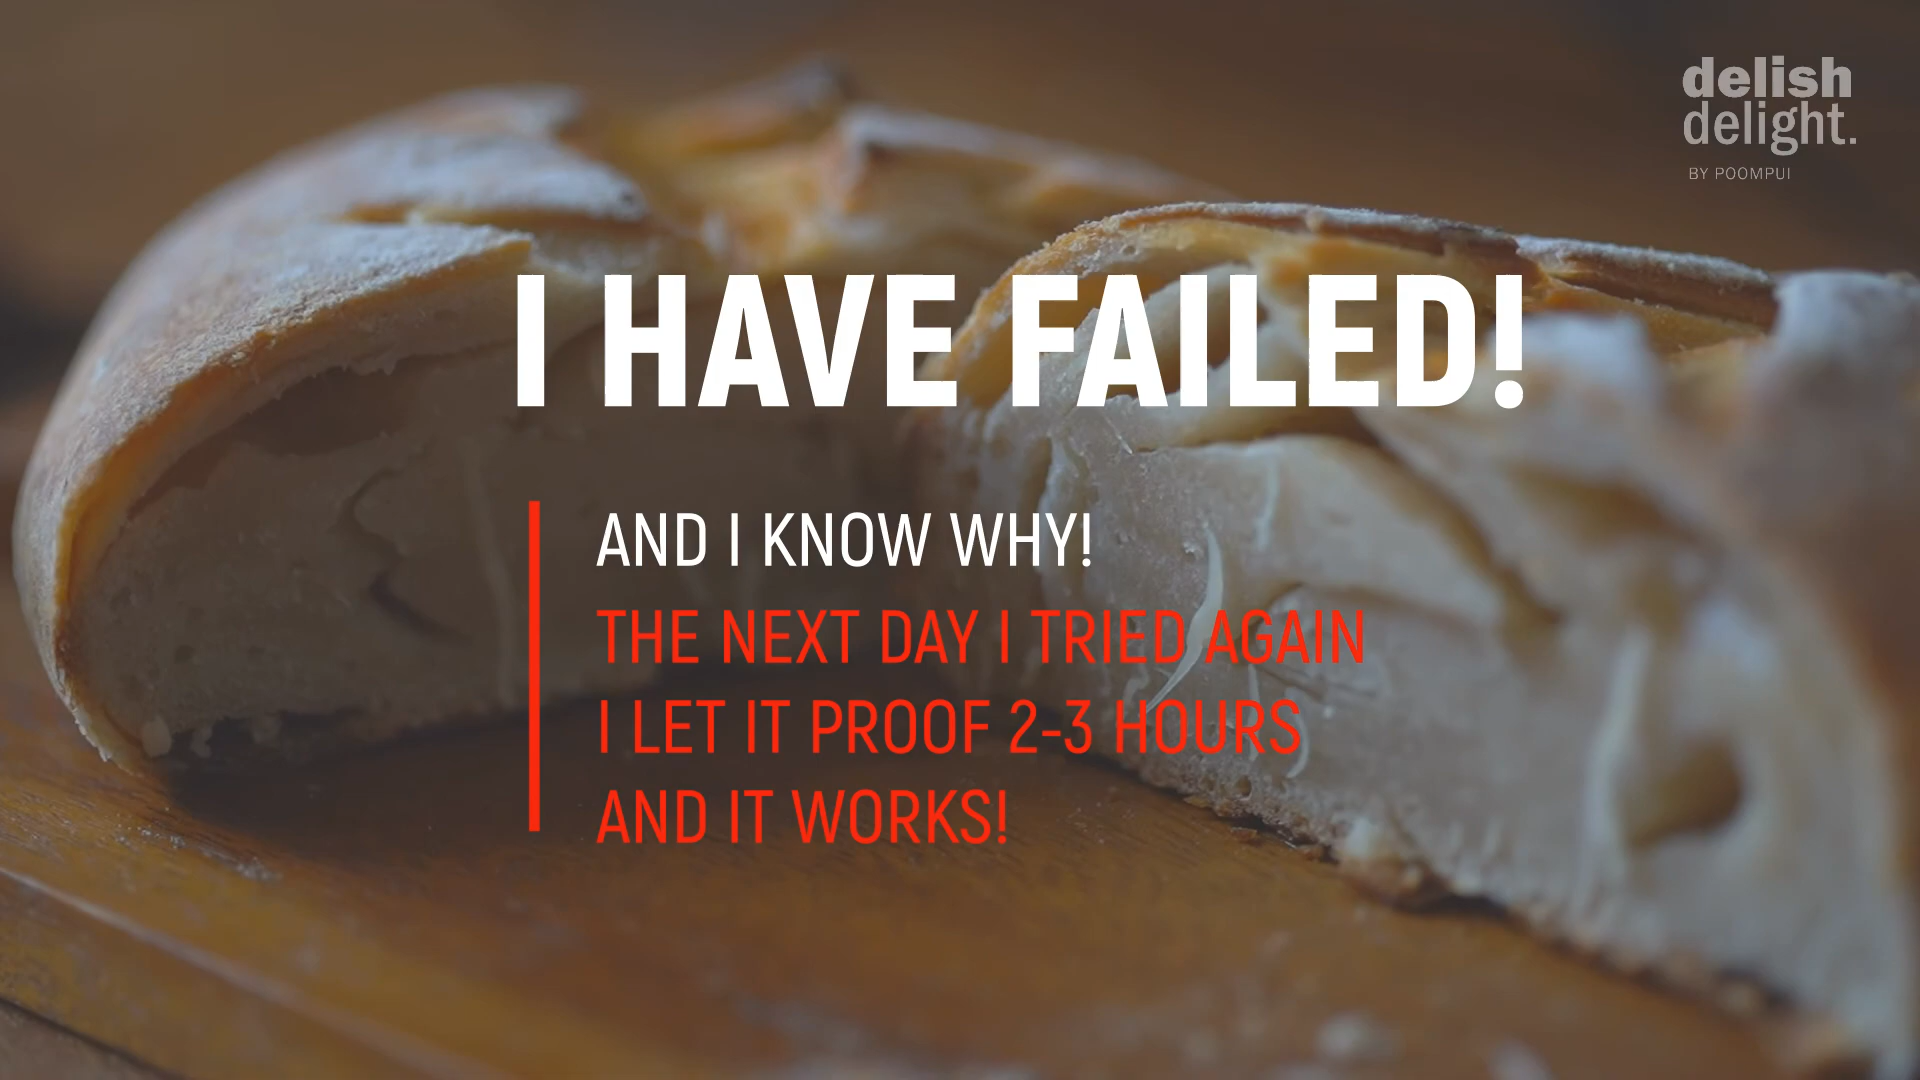 delish
delight.
BY POOMPUI
I HAVE FAILED!
AND I KNOW WHY!
THE NEXT DAY I TRIED AGAIN
I LET IT PROOF 2-3 HOURS
AND IT WORKS!